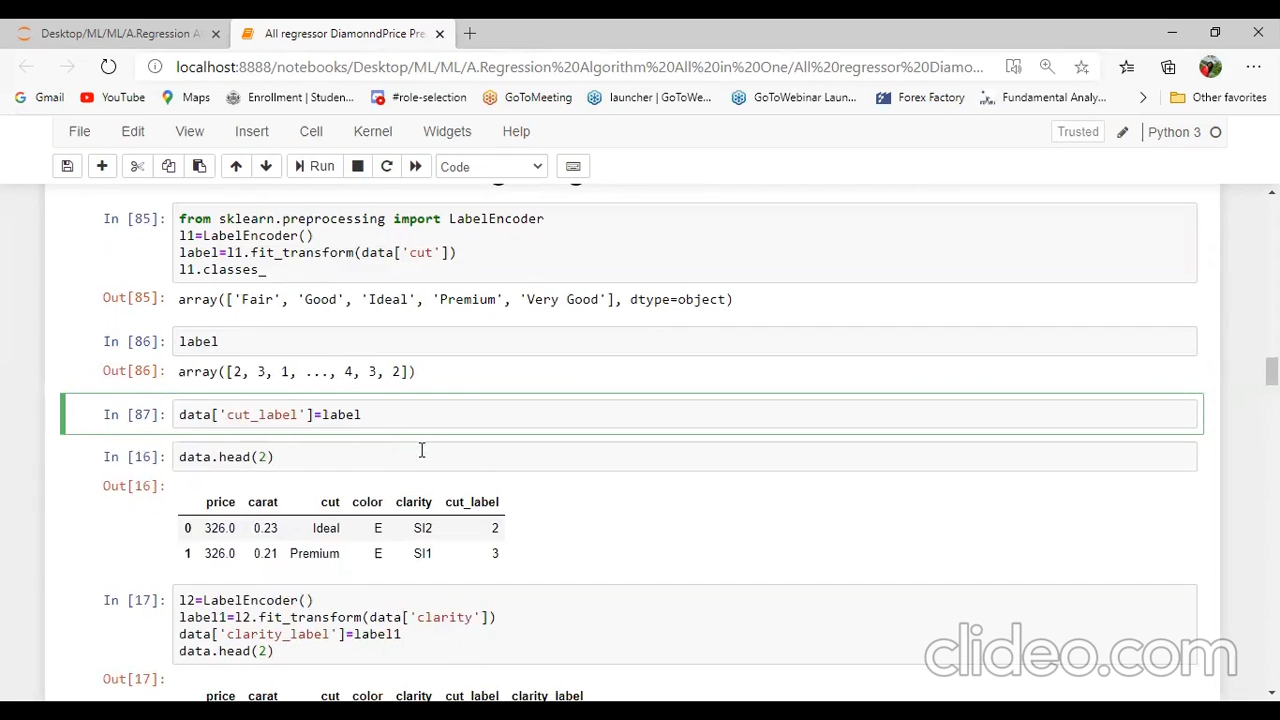 Desktop/ML/ML/A.Regression A
All regressor DiamonndPrice Pre
localhost:8888/notebooks/Desktop/ML/ML/A.Regression%20Algorithm%20All%20in%20One/All%20regressor%20Diamo...
Gmail YouTube Maps Enrollment | Studen... #role-selection GoToMeeting launcher | GoToWe... GoToWebinar Laun... Forex Factory Fundamental Analy... Other favorites
File Edit View Insert Cell Kernel Widgets Help Trusted Python 3
Run Code
In [85]: from sklearn.preprocessing import LabelEncoder
l1=LabelEncoder()
label=l1.fit_transform(data['cut'])
l1.classes_
Out[85]: array(['Fair', 'Good', 'Ideal', 'Premium', 'Very Good'], dtype=object)
In [86]: label
Out[86]: array([2, 3, 1, ..., 4, 3, 2])
In [87]: data['cut_label']=label
In [16]: data.head(2)
Out[16]:
price carat cut color clarity cut_label
0 326.0 0.23 Ideal E SI2 2
1 326.0 0.21 Premium E SI1 3
In [17]: l2=LabelEncoder()
label1=l2.fit_transform(data['clarity'])
data['clarity_label']=label1
data.head(2)
Out[17]:
price carat cut color clarity cut_label clarity_label
clideo.com